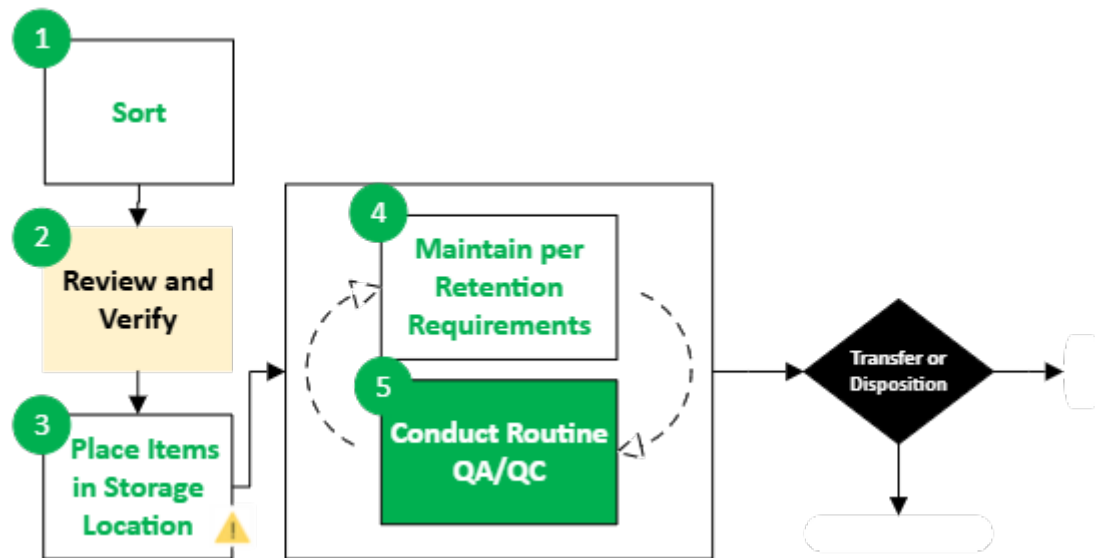 1
Sort
2
Review and
Verify
3
Place Items
in Storage
Location
4
Maintain per
Retention
Requirements
5
Conduct Routine
QA/QC
Transfer or
Disposition